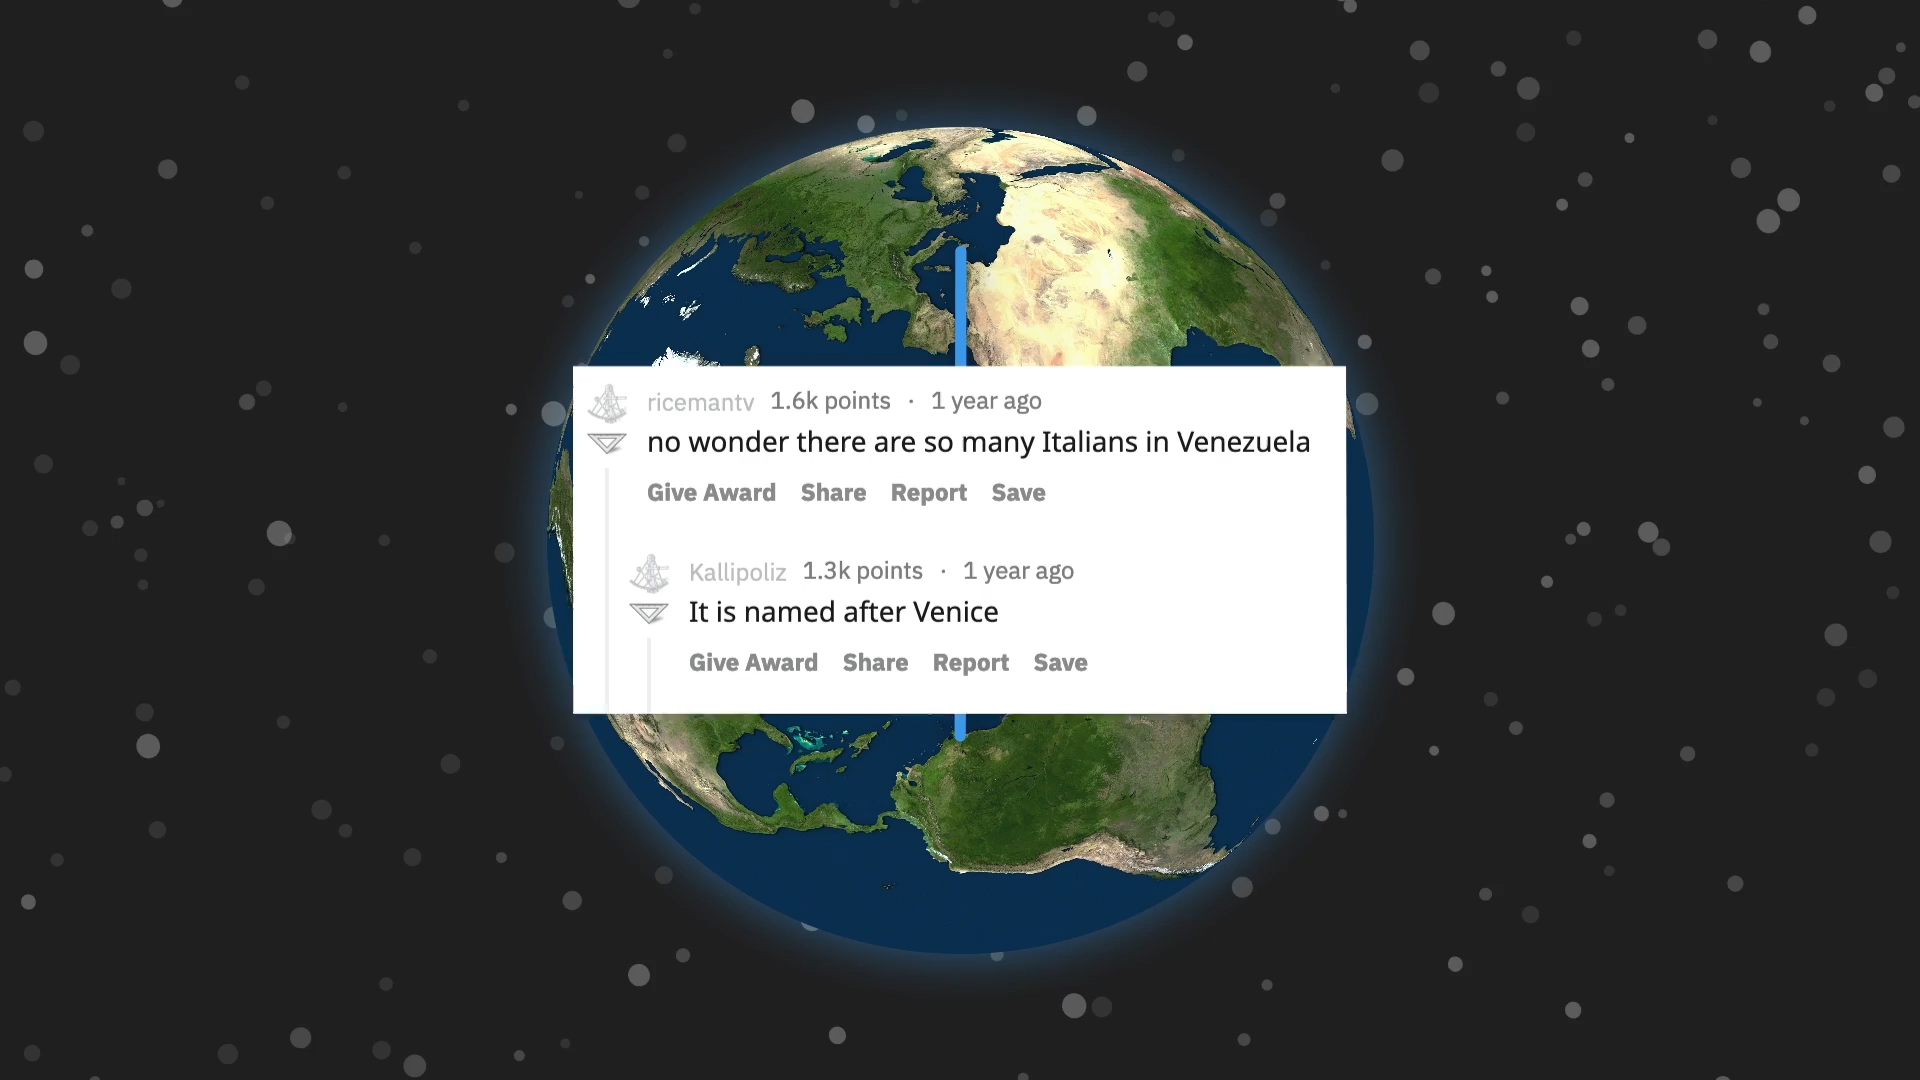 ricemantv 1.6k points · 1 year ago
no wonder there are so many Italians in Venezuela
Give Award Share Report Save
Kallipoliz 1.3k points · 1 year ago
It is named after Venice
Give Award Share Report Save